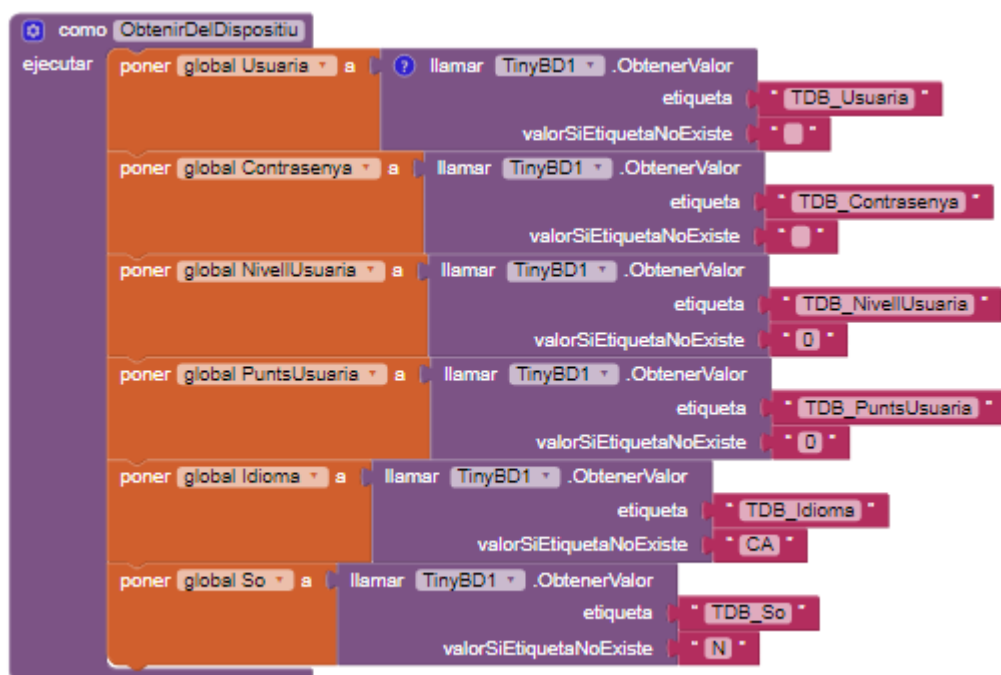 como ObtenirDelDispositiu
ejecutar poner global Usuaria a llamar TinyBD1 .ObtenerValor
etiqueta " TDB_Usuaria "
valorSiEtiquetaNoExiste " "
poner global Contrasenya a llamar TinyBD1 .ObtenerValor
etiqueta " TDB_Contrasenya "
valorSiEtiquetaNoExiste " "
poner global NivellUsuaria a llamar TinyBD1 .ObtenerValor
etiqueta " TDB_NivellUsuaria "
valorSiEtiquetaNoExiste " 0 "
poner global PuntsUsuaria a llamar TinyBD1 .ObtenerValor
etiqueta " TDB_PuntsUsuaria "
valorSiEtiquetaNoExiste " 0 "
poner global Idioma a llamar TinyBD1 .ObtenerValor
etiqueta " TDB_Idioma "
valorSiEtiquetaNoExiste " CA "
poner global So a llamar TinyBD1 .ObtenerValor
etiqueta " TDB_So "
valorSiEtiquetaNoExiste " N "